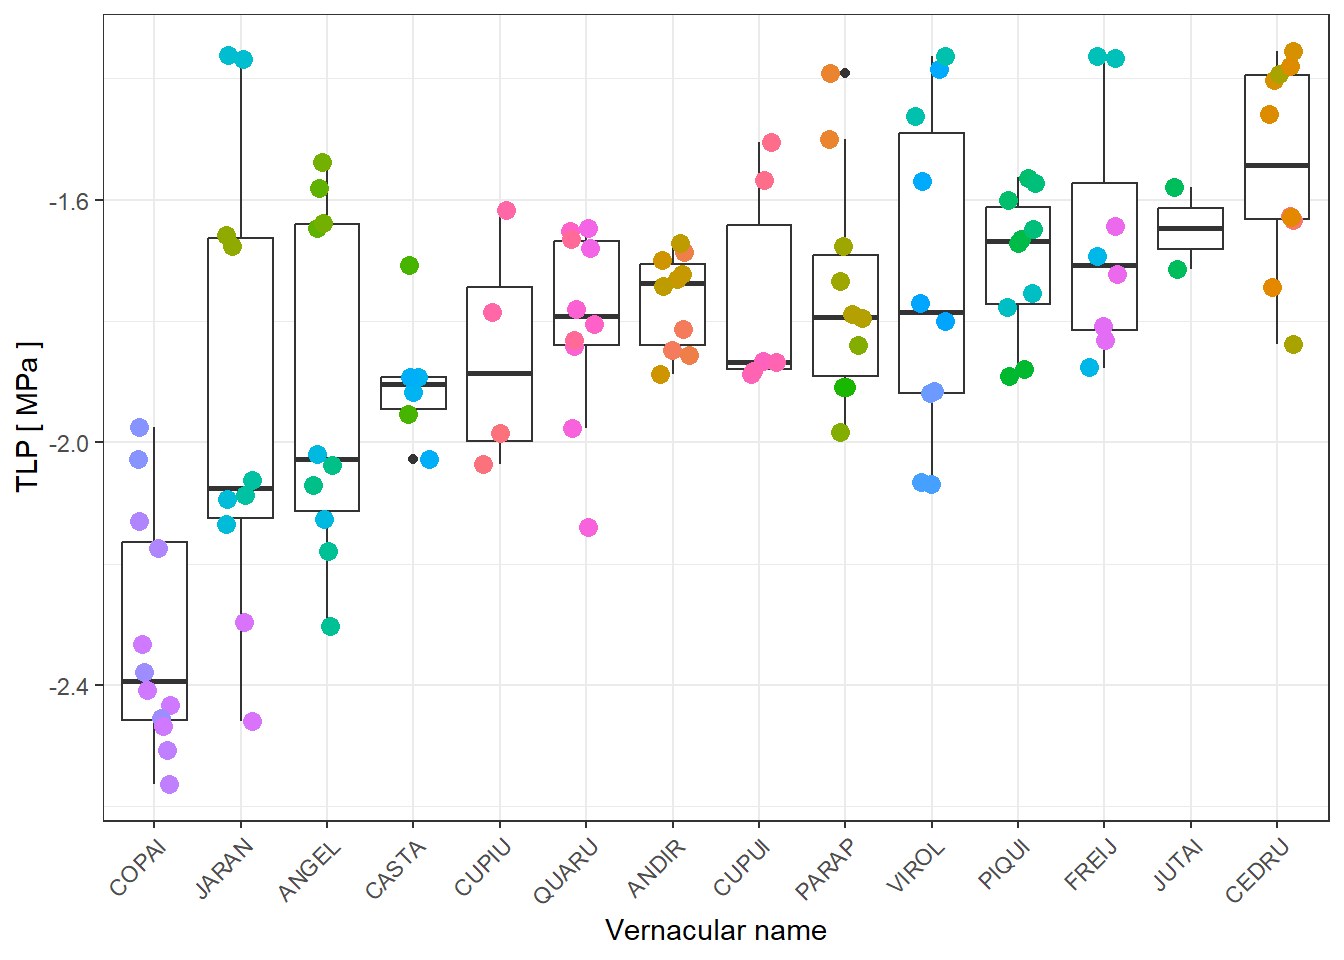 TLP [ MPa ]
-1.6
-2.0
-2.4
COPAI
JARAN
ANGEL
CASTA
CUPIU
QUARU
ANDIR
CUPUI
PARAP
VIROL
PIQUI
FREIJ
JUTAI
CEDRU
Vernacular name